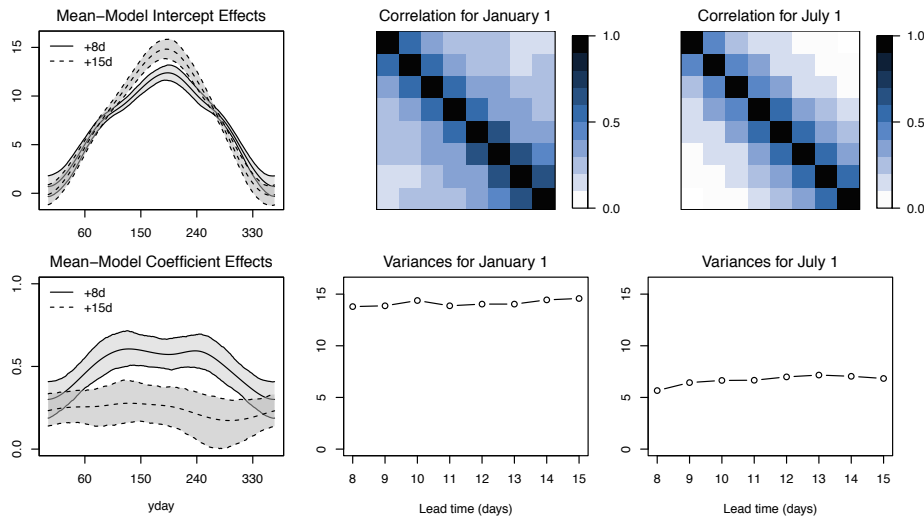 Mean−Model Intercept Effects
15
10
5
0
+8d
+15d
60 150 240 330
Correlation for January 1
1.0
0.5
0.0
Correlation for July 1
1.0
0.5
0.0
Mean−Model Coefficient Effects
1.0
0.5
0.0
+8d
+15d
60 150 240 330
yday
Variances for January 1
15
10
5
0
8 9 10 11 12 13 14 15
Lead time (days)
Variances for July 1
15
10
5
0
8 9 10 11 12 13 14 15
Lead time (days)